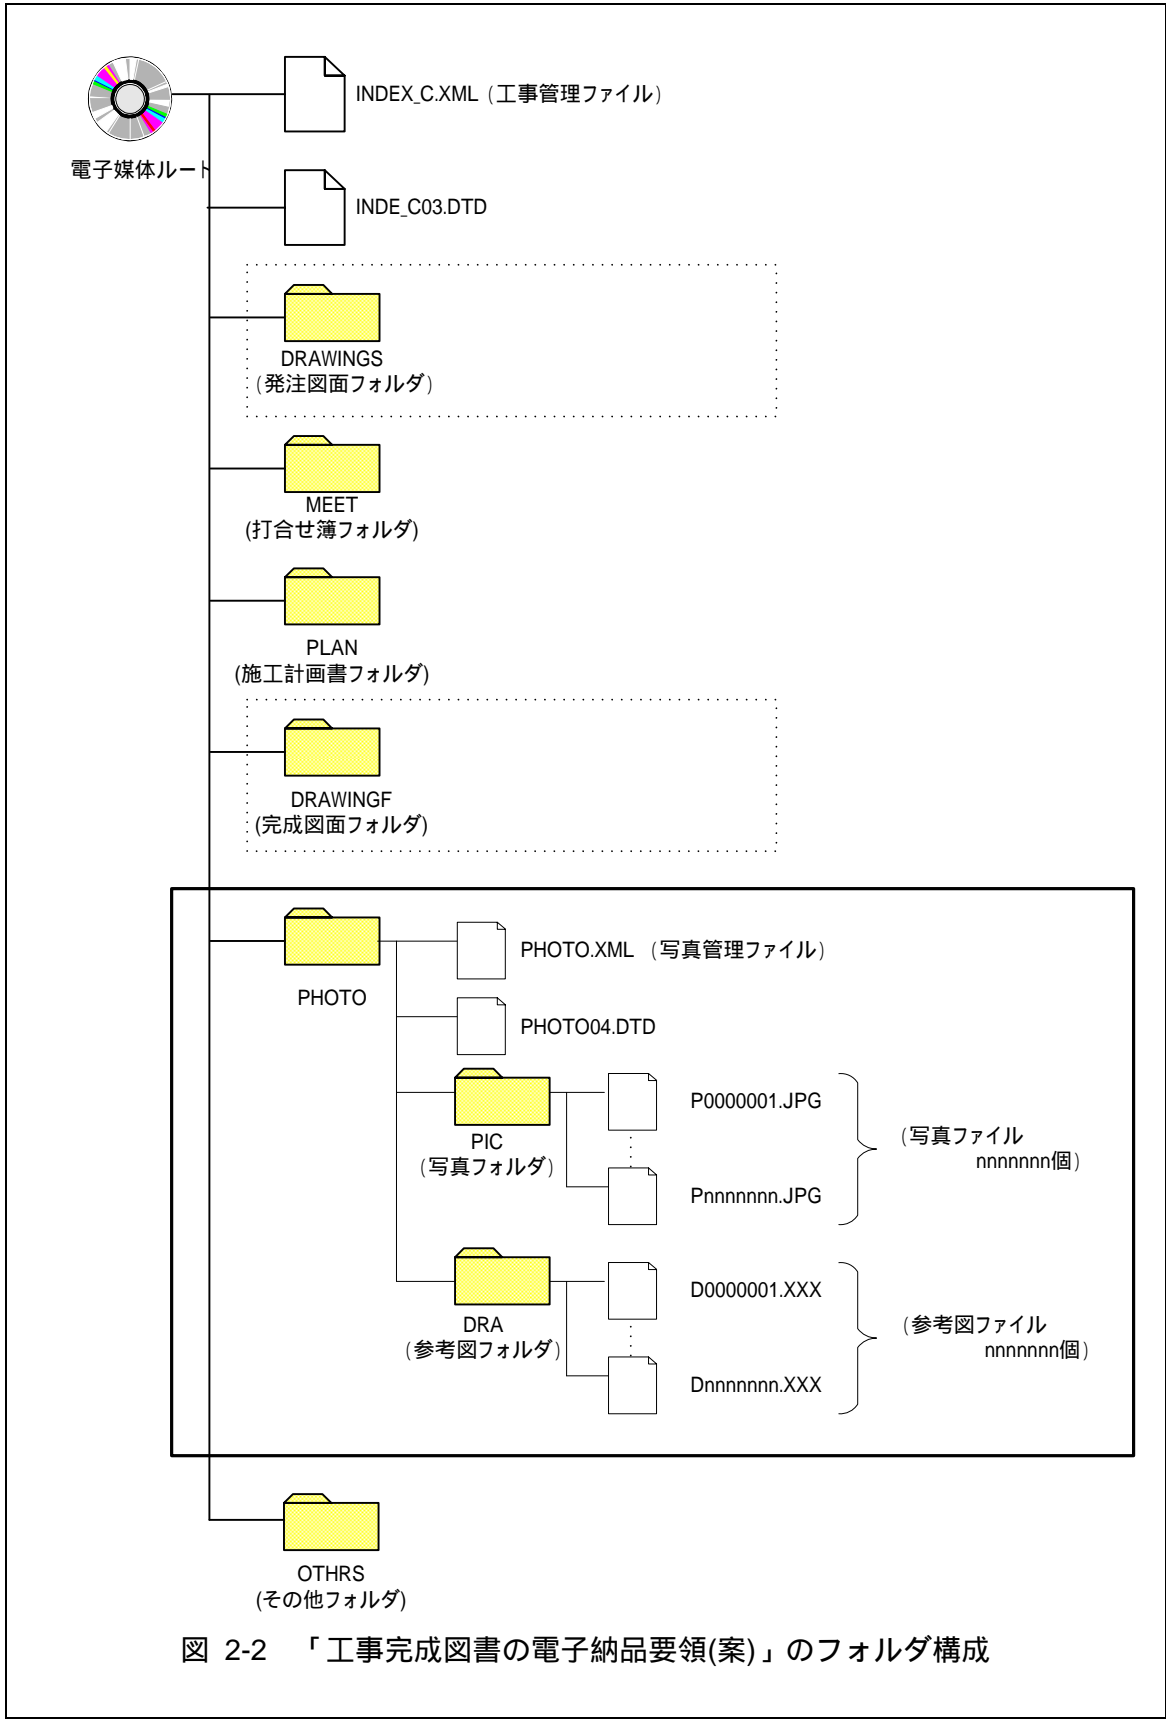 INDEX_C.XML (工事管理ファイル)
電子媒体ルート
INDE_C03.DTD
DRAWINGS
(発注図面フォルダ)
MEET
(打合せ簿フォルダ)
PLAN
(施工計画書フォルダ)
DRAWINGF
(完成図面フォルダ)
PHOTO
PHOTO.XML (写真管理ファイル)
PHOTO04.DTD
PIC
(写真フォルダ)
P0000001.JPG
Pnnnnnnn.JPG
(写真ファイル
nnnnnnn個)
DRA
(参考図フォルダ)
D0000001.XXX
Dnnnnnnn.XXX
(参考図ファイル
nnnnnnn個)
OTHRS
(その他フォルダ)
図 2-2 「工事完成図書の電子納品要領(案)」のフォルダ構成